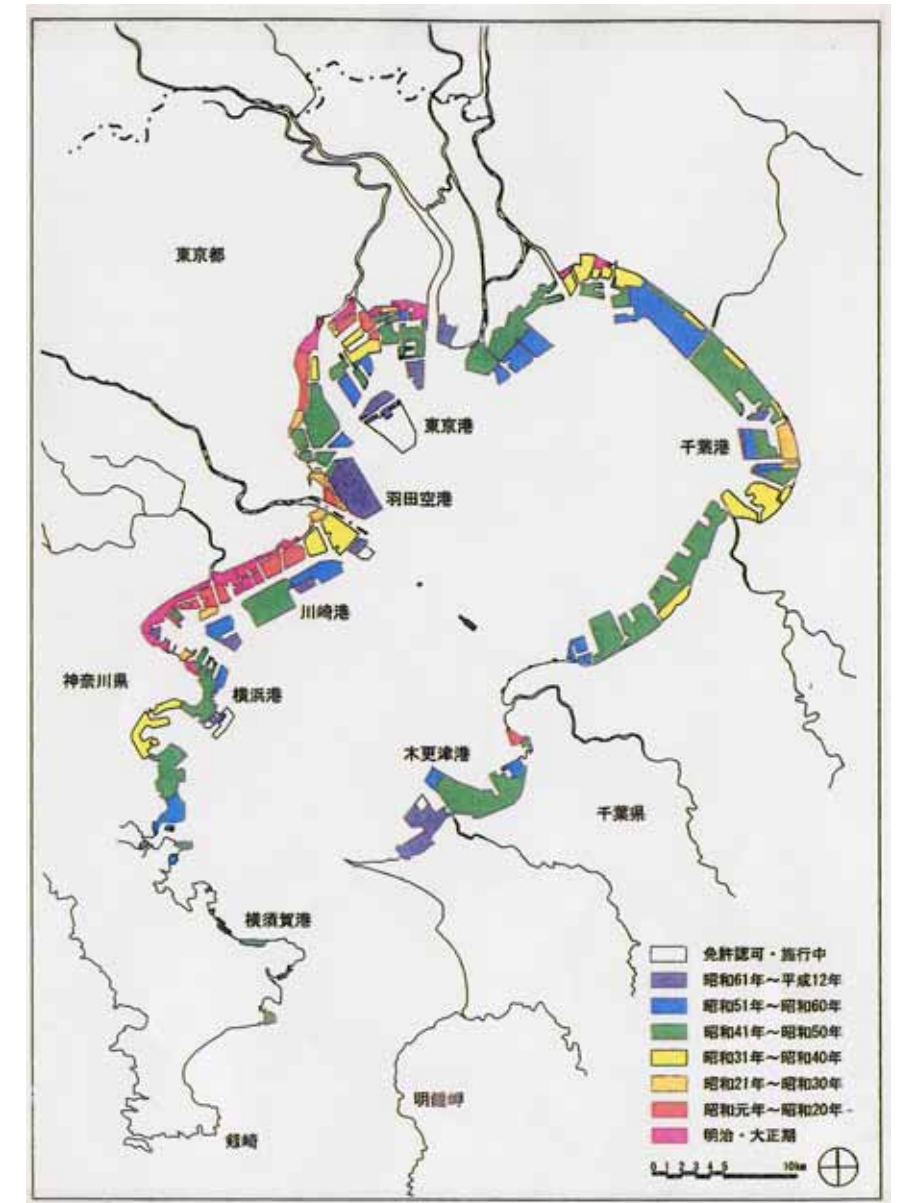 東京都
東京港
千葉港
羽田空港
川崎港
神奈川県
横浜港
木更津港
千葉県
横須賀港
免許認可・施行中
昭和61年～平成12年
昭和51年～昭和60年
昭和41年～昭和50年
昭和31年～昭和40年
昭和21年～昭和30年
昭和元年～昭和20年
明治・大正期
明鐘岬
剱崎
0 1 2 3 4 5 10km